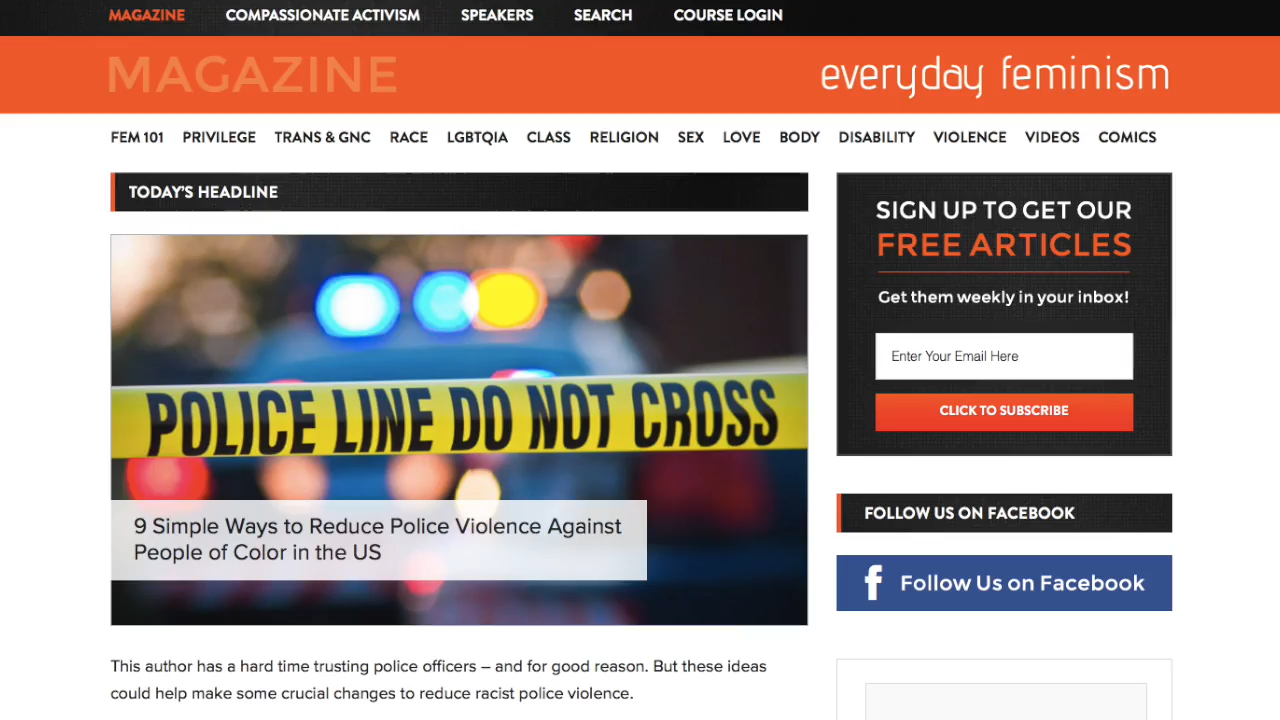 MAGAZINE COMPASSIONATE ACTIVISM SPEAKERS SEARCH COURSE LOGIN
MAGAZINE
everyday feminism
FEM 101 PRIVILEGE TRANS & GNC RACE LGBTQIA CLASS RELIGION SEX LOVE BODY DISABILITY VIOLENCE VIDEOS COMICS
TODAY'S HEADLINE
POLICE LINE DO NOT CROSS
9 Simple Ways to Reduce Police Violence Against
People of Color in the US
This author has a hard time trusting police officers – and for good reason. But these ideas
could help make some crucial changes to reduce racist police violence.
SIGN UP TO GET OUR
FREE ARTICLES
Get them weekly in your inbox!
Enter Your Email Here
CLICK TO SUBSCRIBE
FOLLOW US ON FACEBOOK
f Follow Us on Facebook